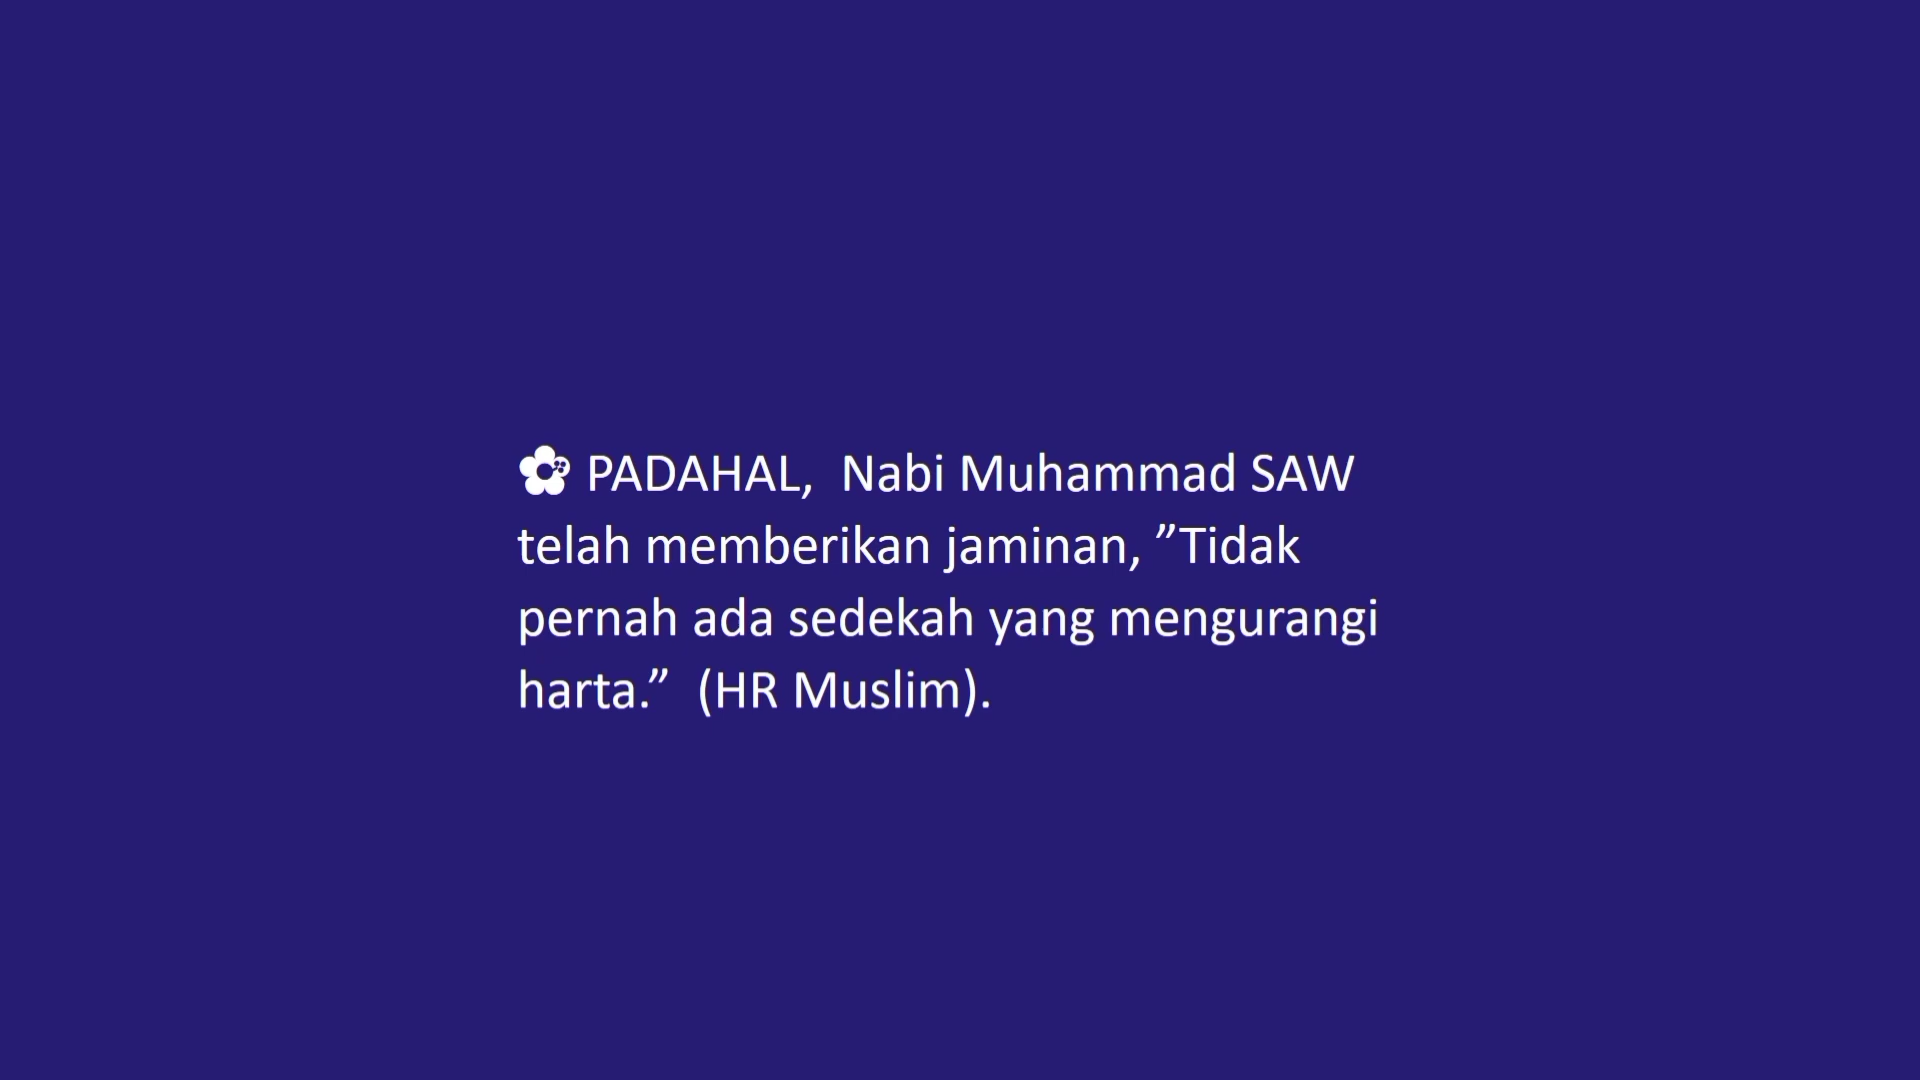 ✿ PADAHAL,  Nabi Muhammad SAW
telah memberikan jaminan, ”Tidak
pernah ada sedekah yang mengurangi
harta.”  (HR Muslim).